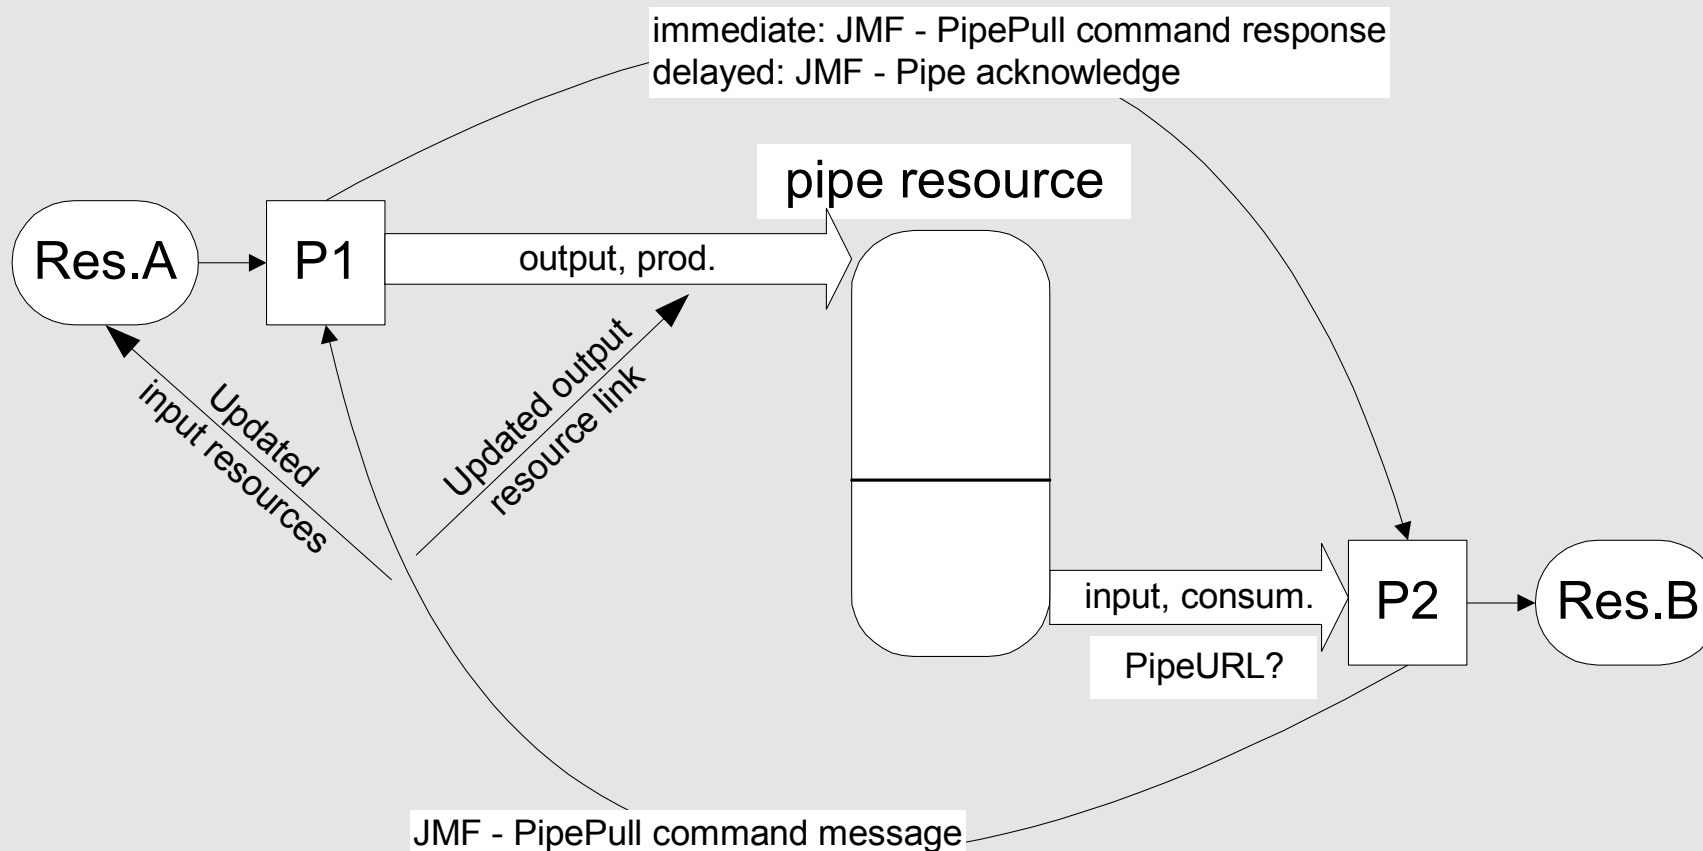 immediate: JMF - PipePull command response
delayed: JMF - Pipe acknowledge
pipe resource
Res.A
P1
output, prod.
Updated
input resources
Updated output
resource link
input, consum.
P2
Res.B
PipeURL?
JMF - PipePull command message